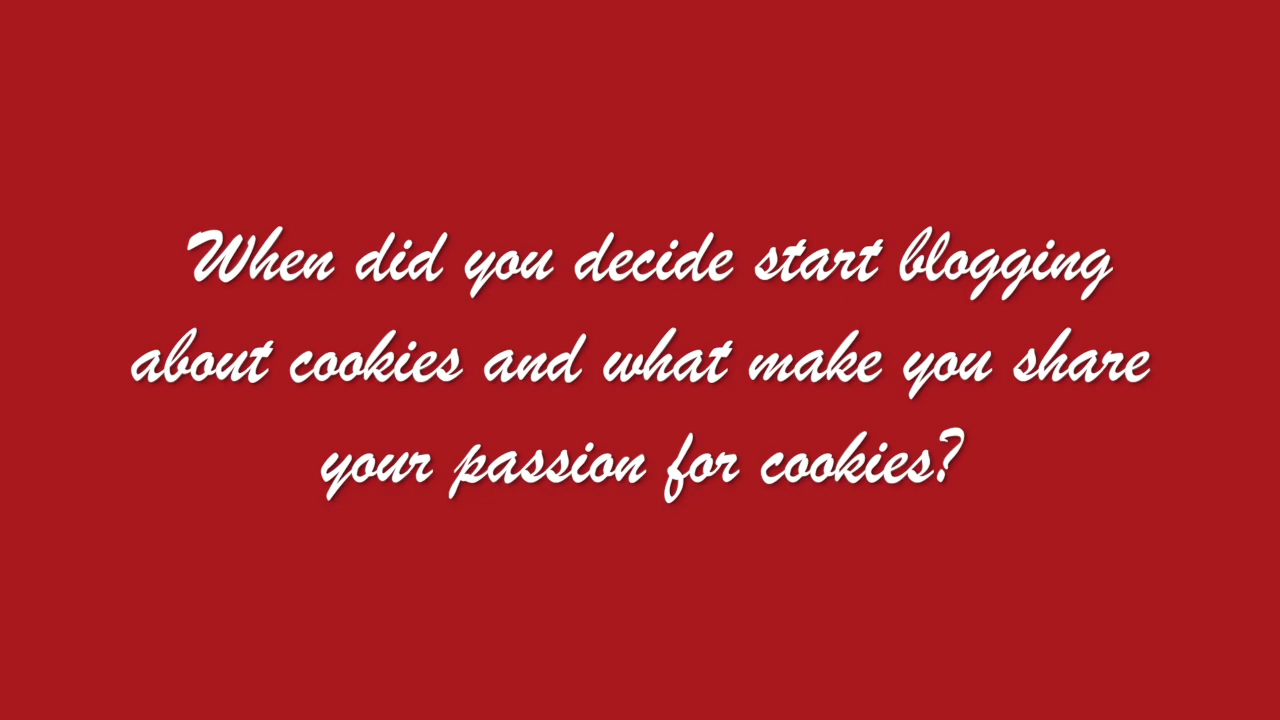 When did you decide start blogging
about cookies and what make you share
your passion for cookies?